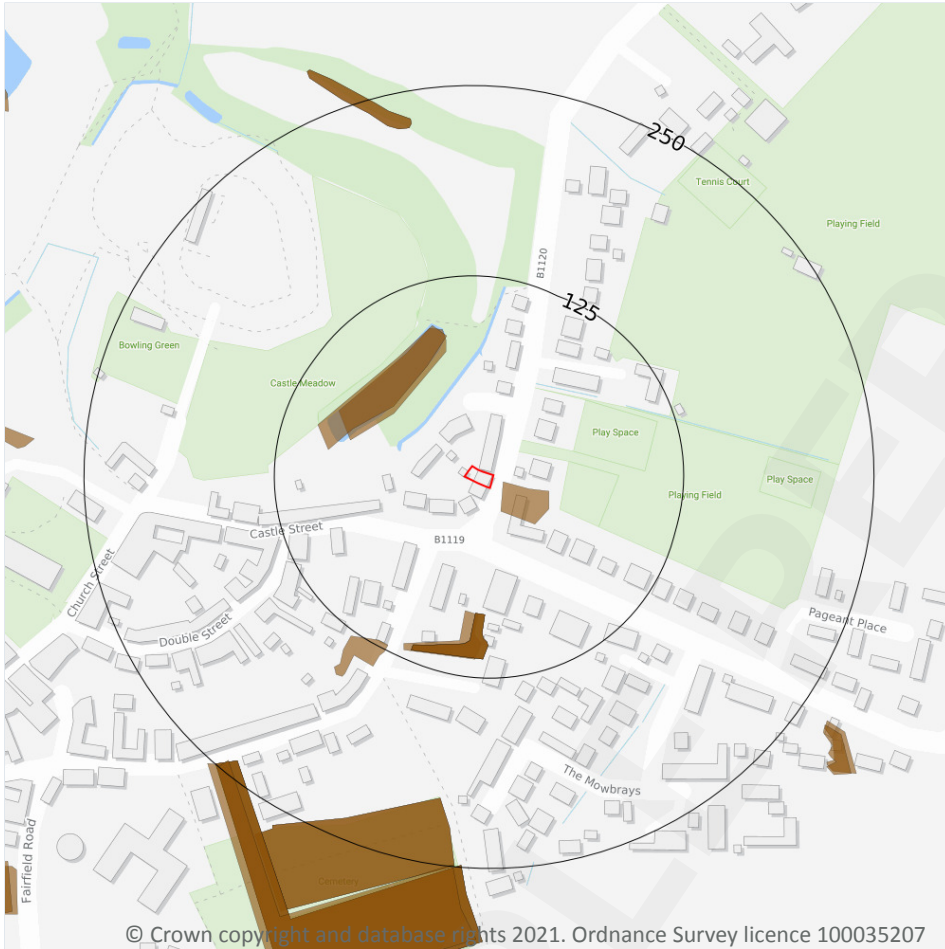 250
Tennis Court
Playing Field
B1120
125
Bowling Green
Castle Meadow
Play Space
Play Space
Playing Field
Castle Street
B1119
Church Street
Double Street
Pageant Place
The Mowbrays
Fairfield Road
Cemetery
© Crown copyright and database rights 2021. Ordnance Survey licence 100035207